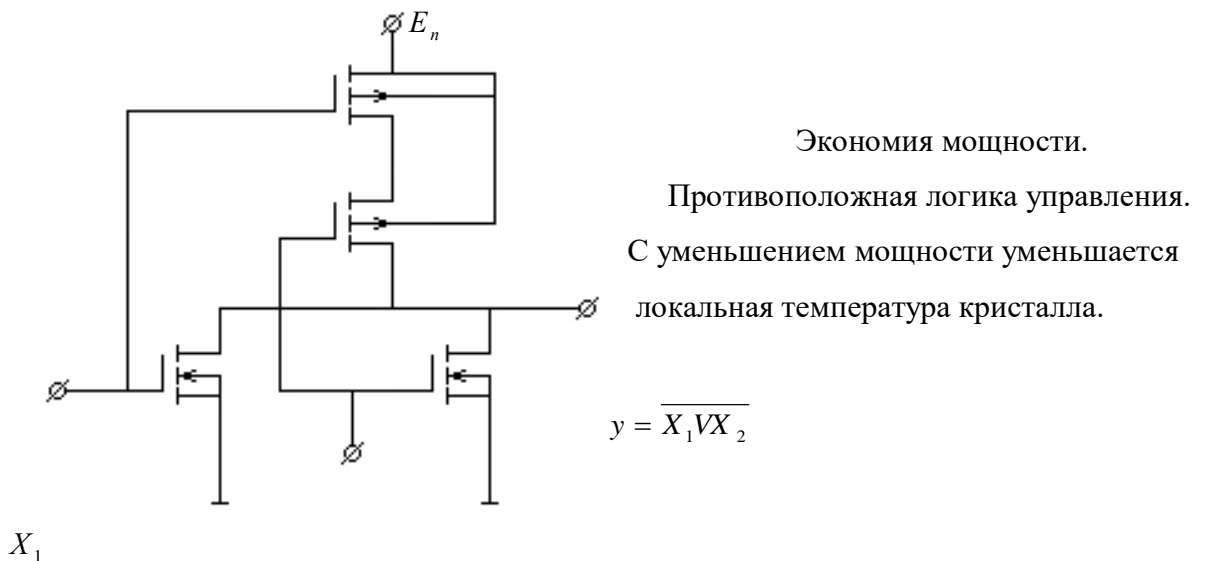 E_n
Экономия мощности.
Противоположная логика управления.
С уменьшением мощности уменьшается
локальная температура кристалла.
y = \overline{X_1 V X_2}
X_1